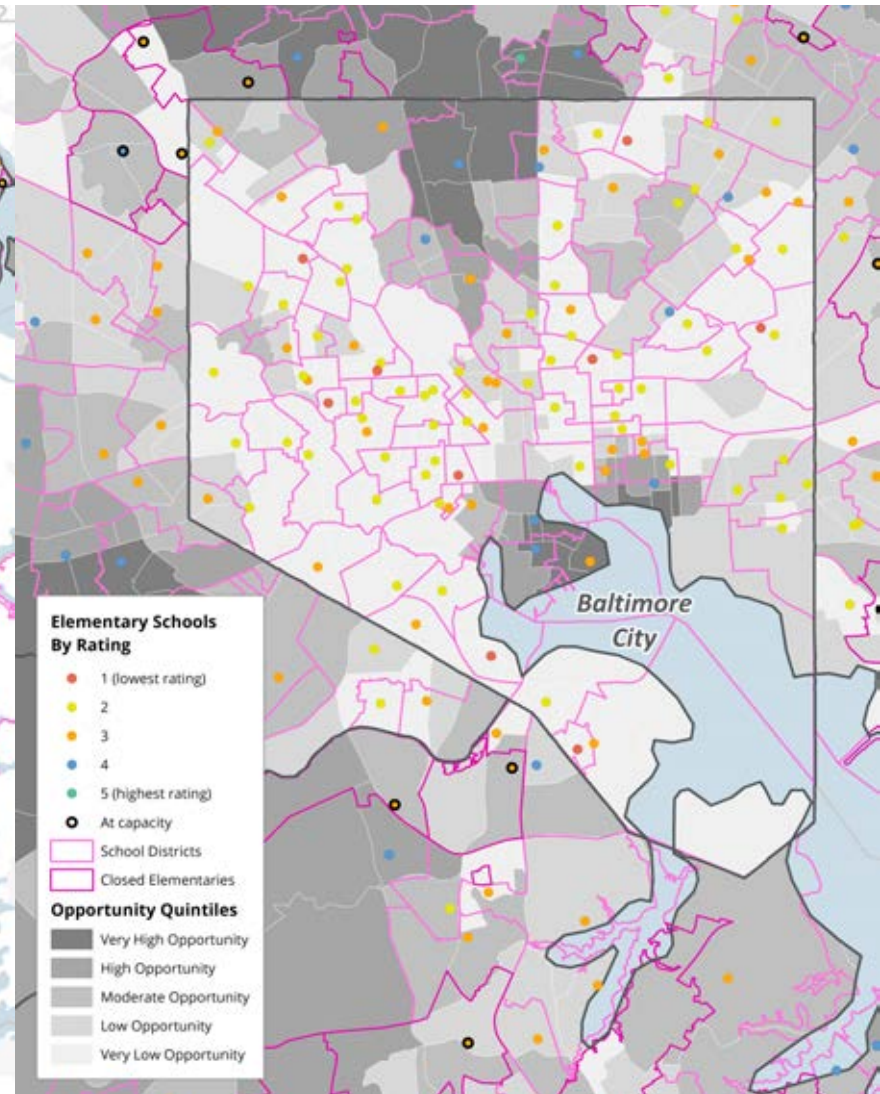 Baltimore
City
Elementary Schools
By Rating
1 (lowest rating)
2
3
4
5 (highest rating)
At capacity
School Districts
Closed Elementaries
Opportunity Quintiles
Very High Opportunity
High Opportunity
Moderate Opportunity
Low Opportunity
Very Low Opportunity